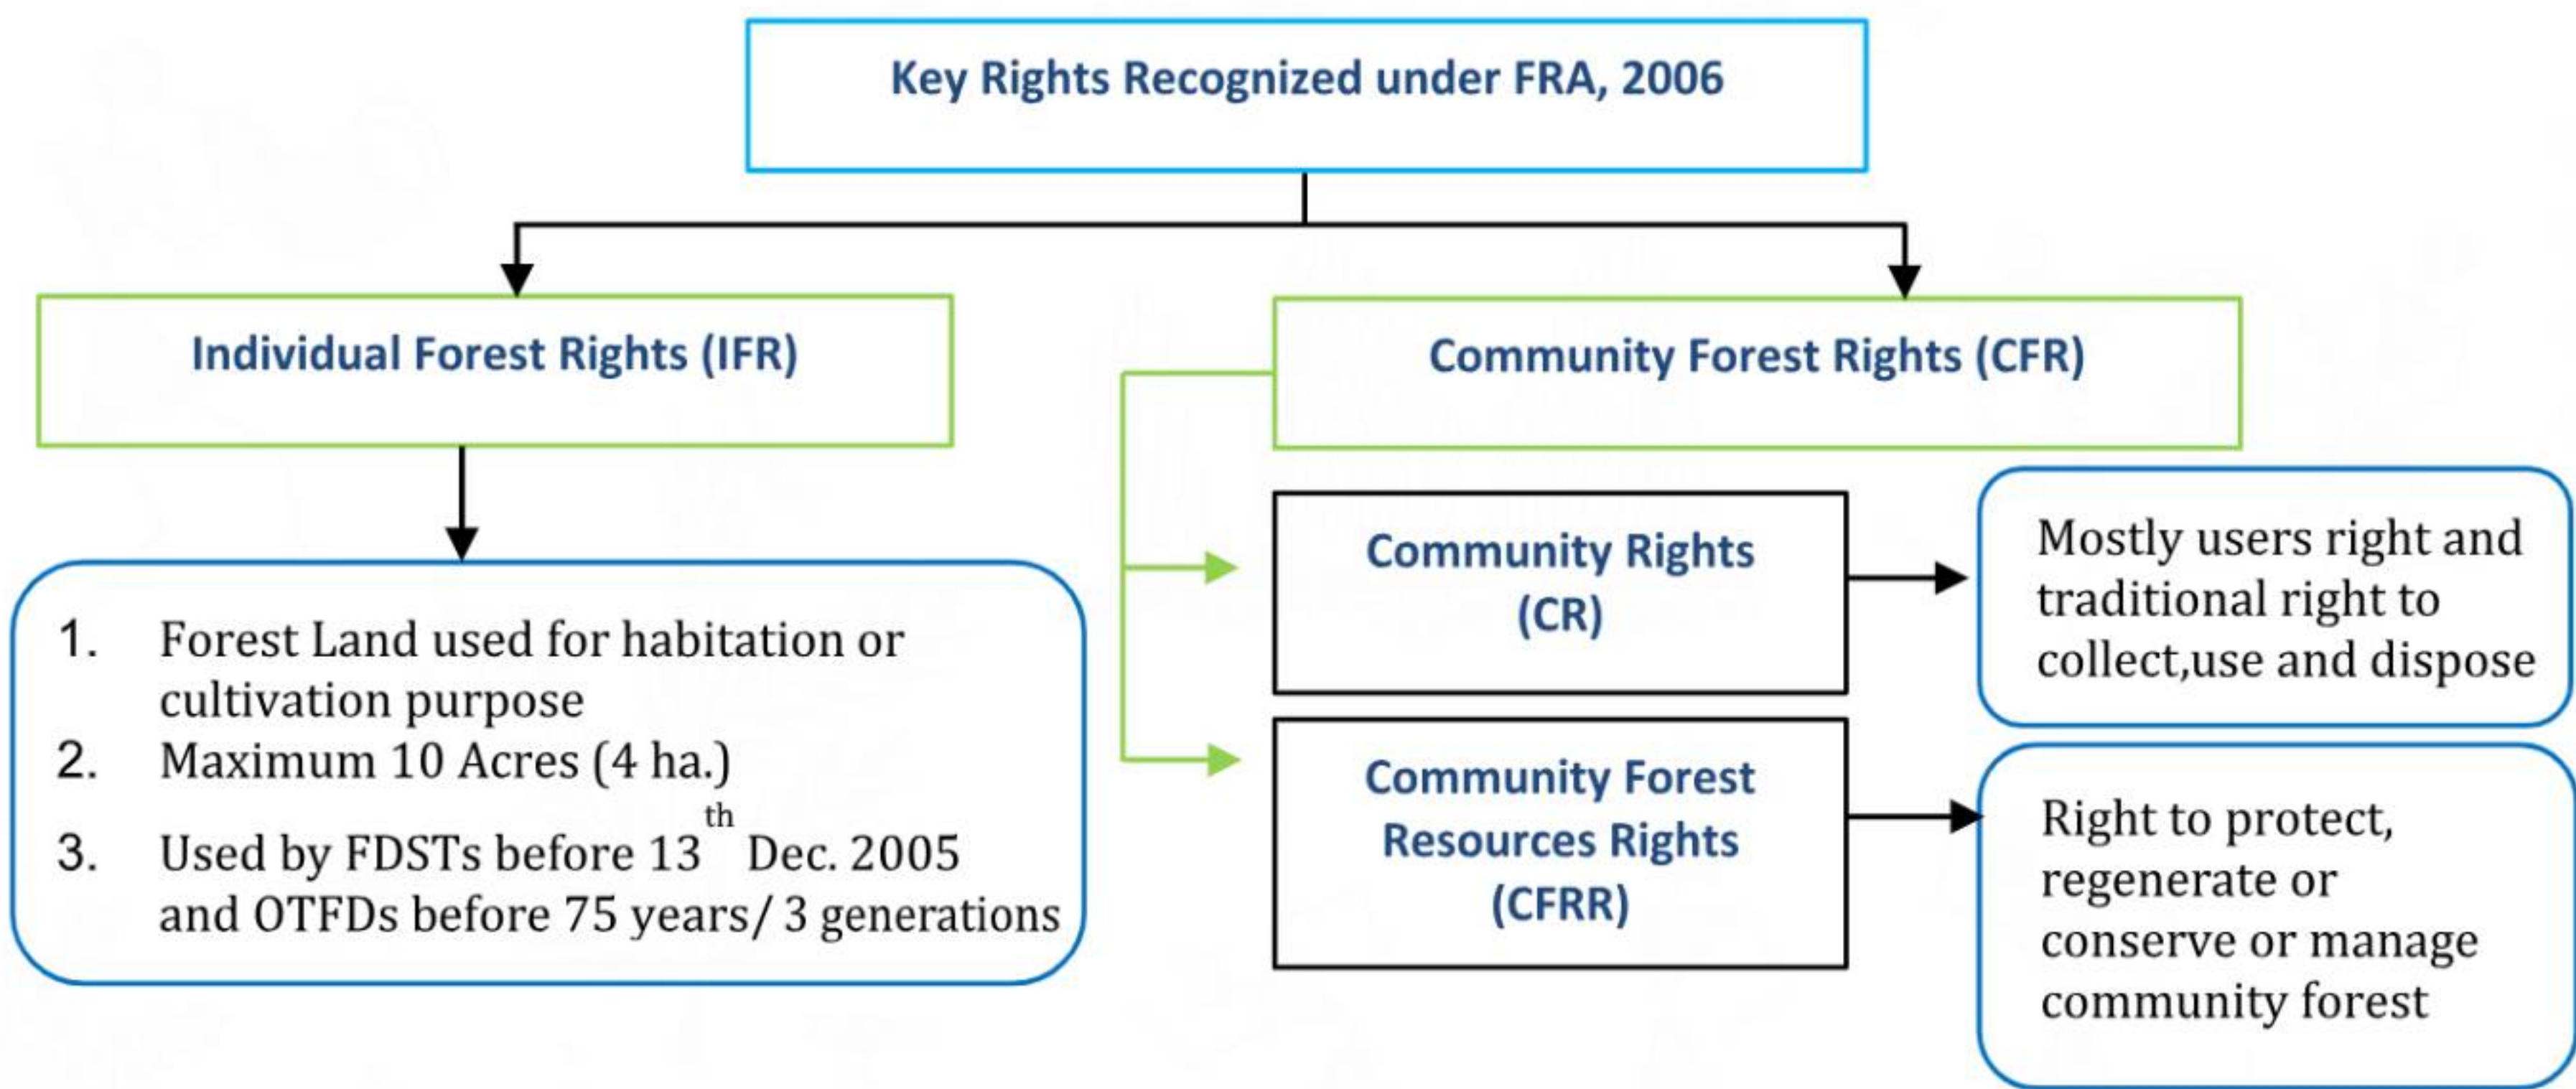 Key Rights Recognized under FRA, 2006
Individual Forest Rights (IFR)
1. Forest Land used for habitation or
cultivation purpose
2. Maximum 10 Acres (4 ha.)
3. Used by FDSTs before 13th Dec. 2005
and OTFDs before 75 years/ 3 generations
Community Forest Rights (CFR)
Community Rights
(CR)
Mostly users right and
traditional right to
collect,use and dispose
Community Forest
Resources Rights
(CFRR)
Right to protect,
regenerate or
conserve or manage
community forest